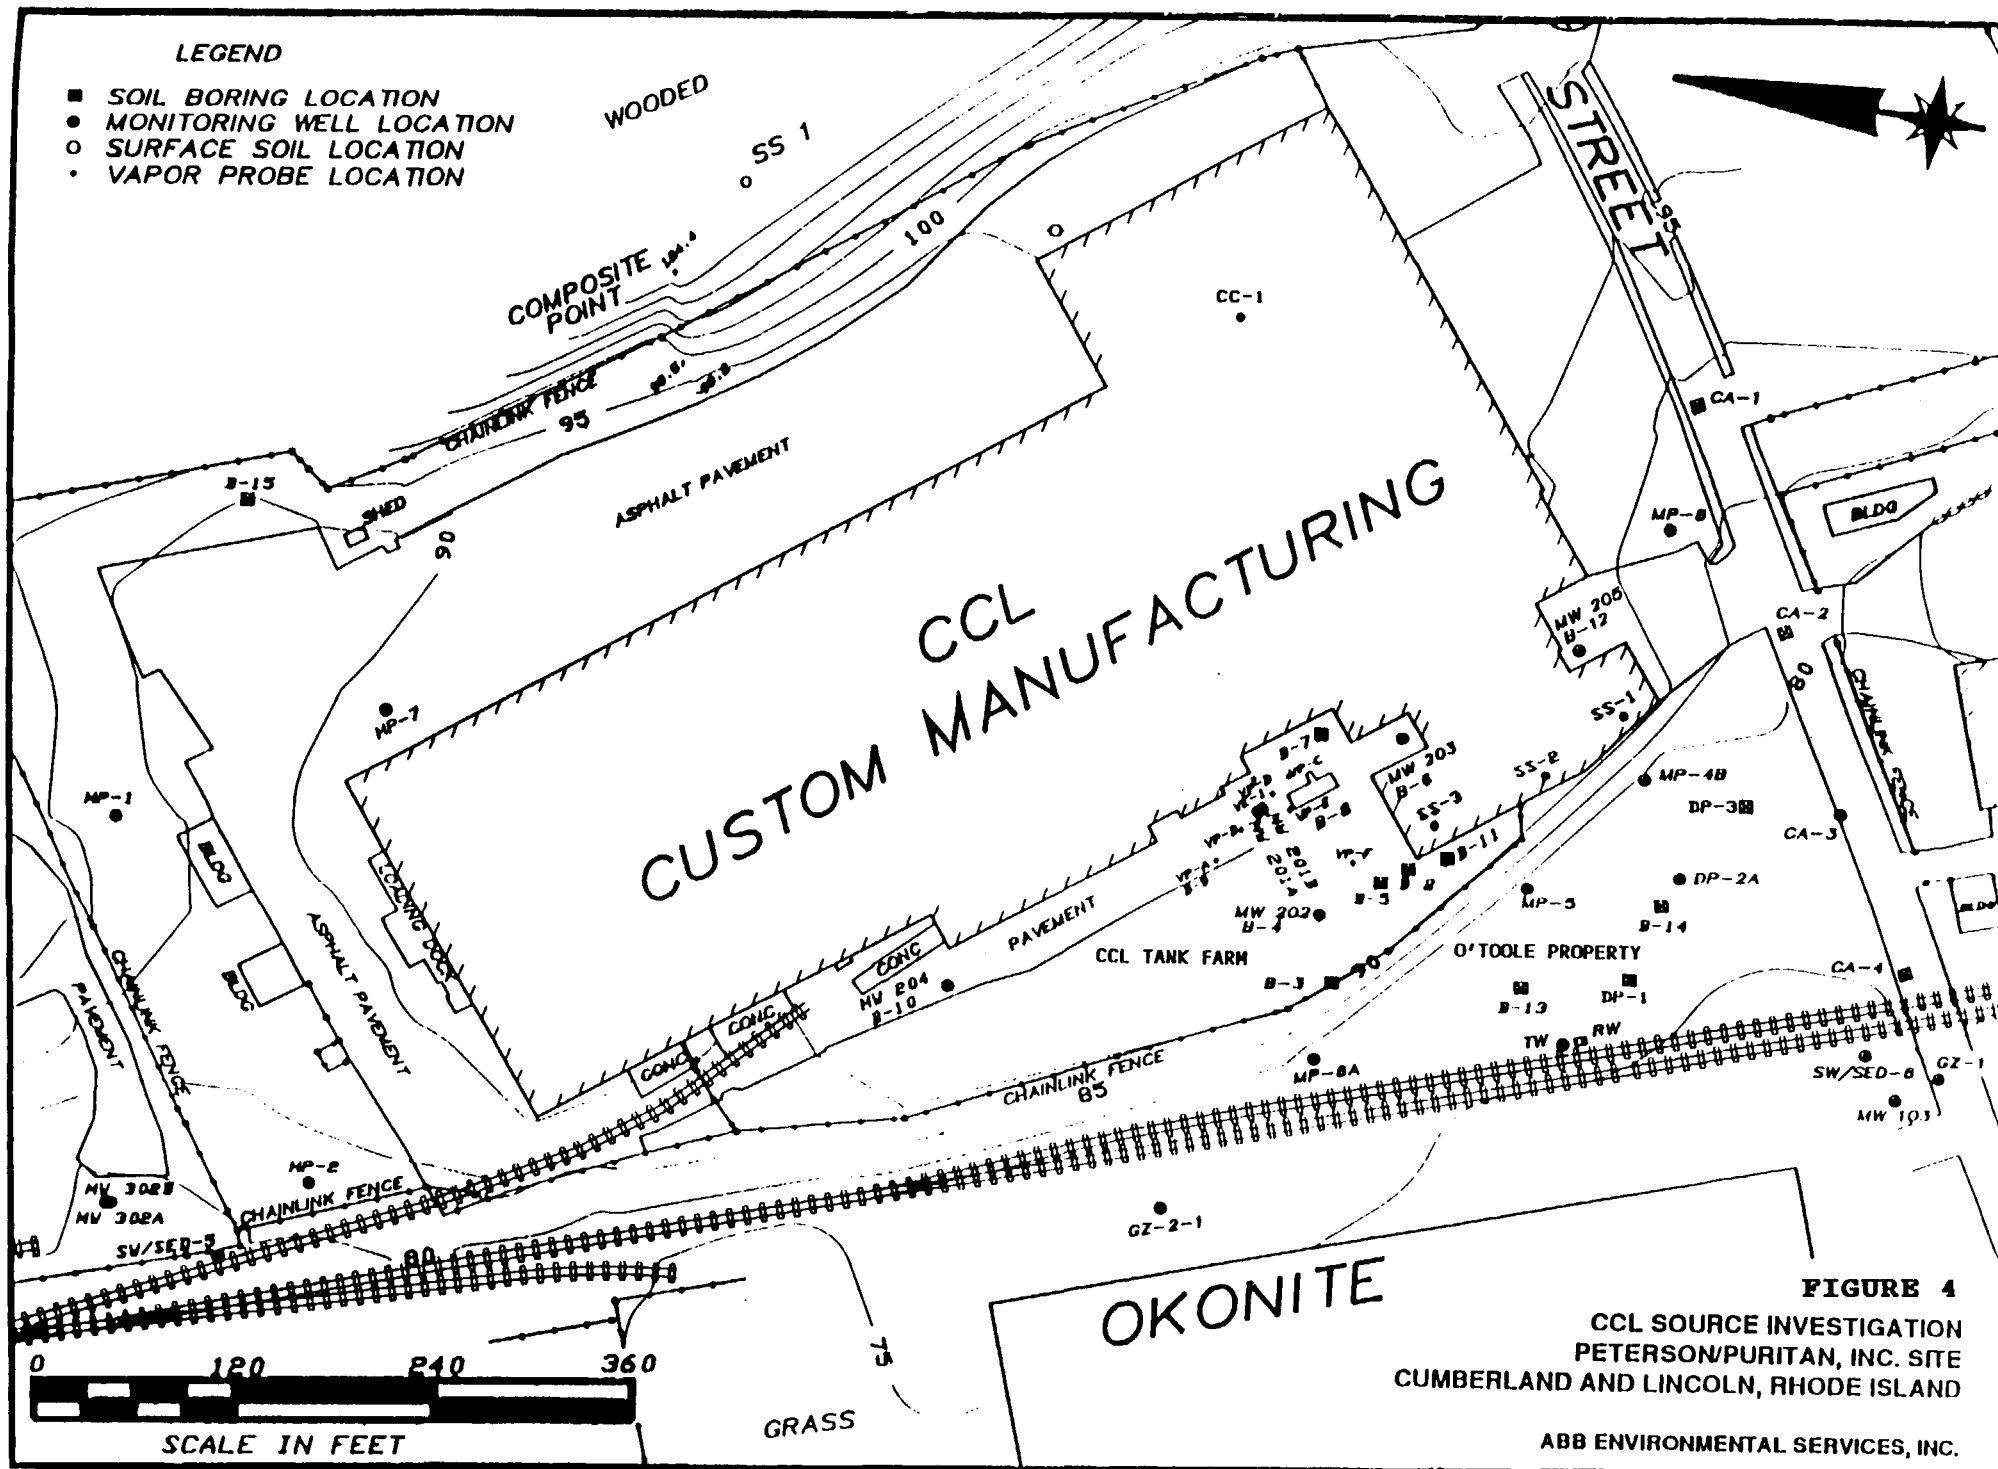 LEGEND
SOIL BORING LOCATION
MONITORING WELL LOCATION
SURFACE SOIL LOCATION
VAPOR PROBE LOCATION
WOODED
SS 1
COMPOSITE
POINT
100
STREET
95
CC-1
CHAINLINK FENCE
95
CA-1
ASPHALT PAVEMENT
B-15
SHED
90
MP-8
BLDG
CCL
CUSTOM MANUFACTURING
MW 205
B-12
CA-2
80
CHAINLINK FENCE
MP-7
SS-1
B-7
VP-C
MW 203
SS-2
MP-4B
SS-3
DP-3
CA-3
MP-1
BLDG
LOADING DOCK
B-11
MW 201B
201A
DP-2A
MP-5
B-14
MW 202
B-4
B-5
PAVEMENT
CCL TANK FARM
O'TOOLE PROPERTY
CONC
MW 204
B-10
B-3
90
B-13
DP-1
CA-4
BLDG
ASPHALT PAVEMENT
CHAINLINK FENCE
PAVEMENT
BLDG
CONC
CONC
TW
RW
CHAINLINK FENCE
85
MP-6A
SW/SED-6
GZ-1
MW 103
MP-2
CHAINLINK FENCE
MW 302B
MW 302A
SW/SED-5
80
GZ-2-1
OKONITE
75
GRASS
0 120 240 360
SCALE IN FEET
FIGURE 4
CCL SOURCE INVESTIGATION
PETERSON/PURITAN, INC. SITE
CUMBERLAND AND LINCOLN, RHODE ISLAND
ABB ENVIRONMENTAL SERVICES, INC.